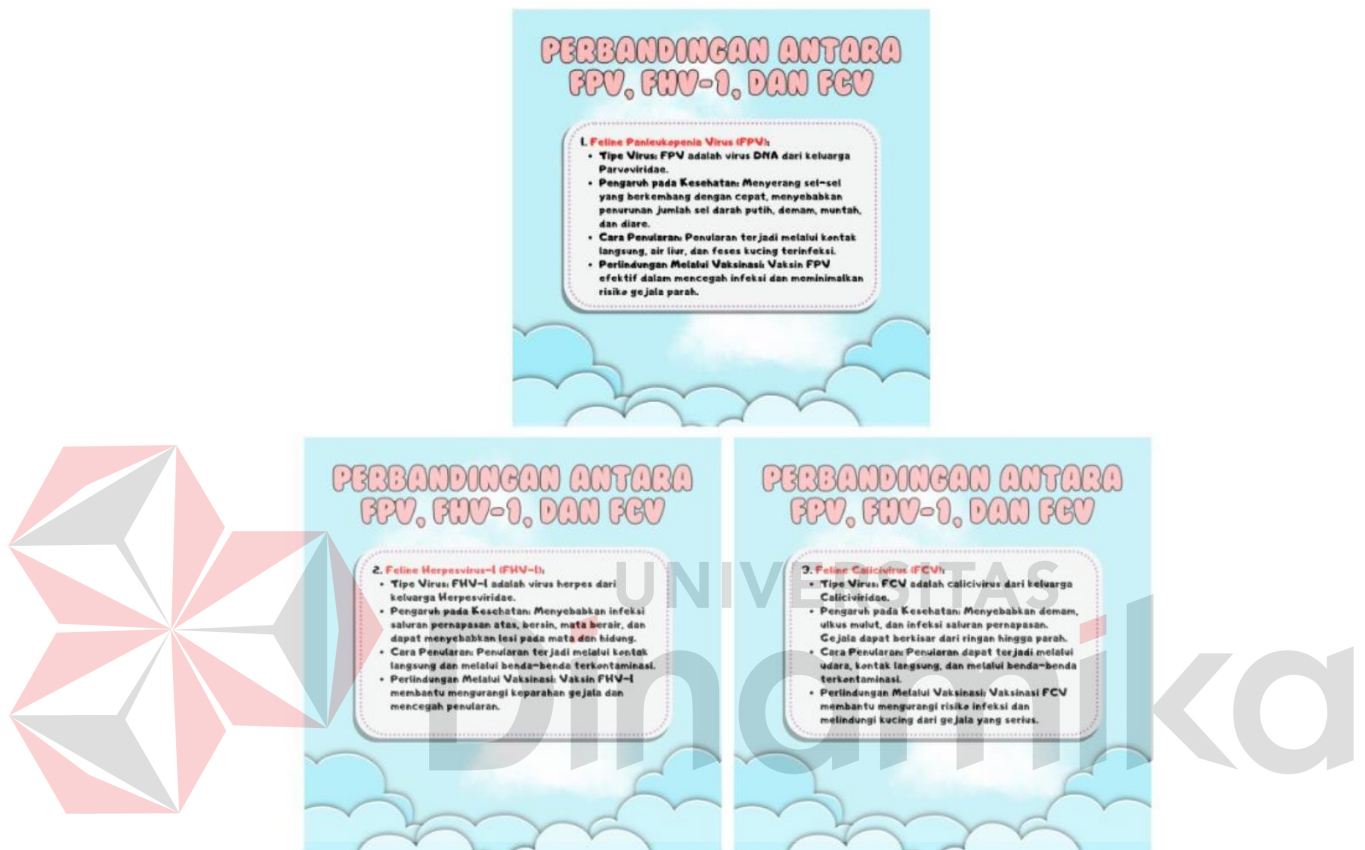 PERBANDINGAN ANTARA
FPV, FHV-1, DAN FCV
1. Feline Panleukopenia Virus (FPV):
• Tipe Virus: FPV adalah virus DNA dari keluarga
Parvoviridae.
• Pengaruh pada Kesehatan: Menyerang sel-sel
yang berkembang dengan cepat, menyebabkan
penurunan jumlah sel darah putih, demam, muntah,
dan diare.
• Cara Penularan: Penularan terjadi melalui kontak
langsung, air liur, dan feses kucing terinfeksi.
• Perlindungan Melalui Vaksinasi: Vaksin FPV
efektif dalam mencegah infeksi dan meminimalkan
risiko gejala parah.
PERBANDINGAN ANTARA
FPV, FHV-1, DAN FCV
2. Feline Herpesvirus-1 (FHV-1):
• Tipe Virus: FHV-1 adalah virus herpes dari
keluarga Herpesviridae.
• Pengaruh pada Kesehatan: Menyebabkan infeksi
saluran pernapasan atas, bersin, mata berair, dan
dapat menyebabkan lesi pada mata dan hidung.
• Cara Penularan: Penularan terjadi melalui kontak
langsung dan melalui benda-benda terkontaminasi.
• Perlindungan Melalui Vaksinasi: Vaksin FHV-1
membantu mengurangi keparahan gejala dan
mencegah penularan.
PERBANDINGAN ANTARA
FPV, FHV-1, DAN FCV
3. Feline Calicivirus (FCV):
• Tipe Virus: FCV adalah calicivirus dari keluarga
Caliciviridae.
• Pengaruh pada Kesehatan: Menyebabkan demam,
ulkus mulut, dan infeksi saluran pernapasan.
Gejala dapat berkisar dari ringan hingga parah.
• Cara Penularan: Penularan dapat terjadi melalui
udara, kontak langsung, dan melalui benda-benda
terkontaminasi.
• Perlindungan Melalui Vaksinasi: Vaksinasi FCV
membantu mengurangi risiko infeksi dan
melindungi kucing dari gejala yang serius.
UNIVERSITAS
Dinamika